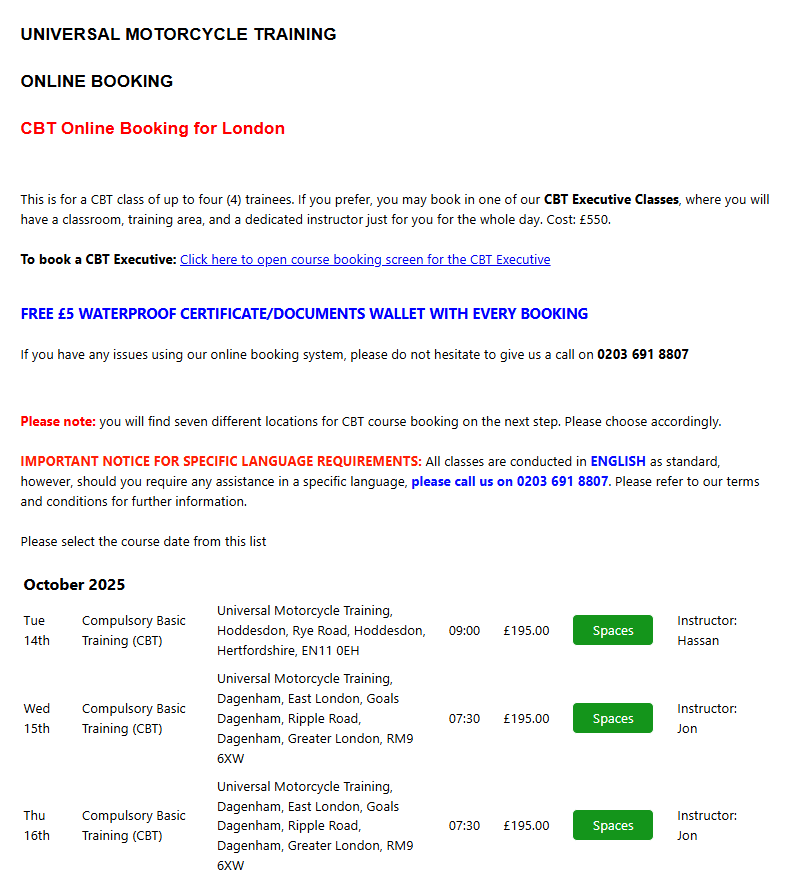 UNIVERSAL MOTORCYCLE TRAINING
ONLINE BOOKING
CBT Online Booking for London
This is for a CBT class of up to four (4) trainees. If you prefer, you may book in one of our CBT Executive Classes, where you will
have a classroom, training area, and a dedicated instructor just for you for the whole day. Cost: £550.
To book a CBT Executive: Click here to open course booking screen for the CBT Executive
FREE £5 WATERPROOF CERTIFICATE/DOCUMENTS WALLET WITH EVERY BOOKING
If you have any issues using our online booking system, please do not hesitate to give us a call on 0203 691 8807
Please note: you will find seven different locations for CBT course booking on the next step. Please choose accordingly.
IMPORTANT NOTICE FOR SPECIFIC LANGUAGE REQUIREMENTS: All classes are conducted in ENGLISH as standard,
however, should you require any assistance in a specific language, please call us on 0203 691 8807. Please refer to our terms
and conditions for further information.
Please select the course date from this list
October 2025
Tue
14th
Compulsory Basic
Training (CBT)
Universal Motorcycle Training,
Hoddesdon, Rye Road, Hoddesdon,
Hertfordshire, EN11 0EH
09:00
£195.00
Spaces
Instructor:
Hassan
Wed
15th
Compulsory Basic
Training (CBT)
Universal Motorcycle Training,
Dagenham, East London, Goals
Dagenham, Ripple Road,
Dagenham, Greater London, RM9
6XW
07:30
£195.00
Spaces
Instructor:
Jon
Thu
16th
Compulsory Basic
Training (CBT)
Universal Motorcycle Training,
Dagenham, East London, Goals
Dagenham, Ripple Road,
Dagenham, Greater London, RM9
6XW
07:30
£195.00
Spaces
Instructor:
Jon